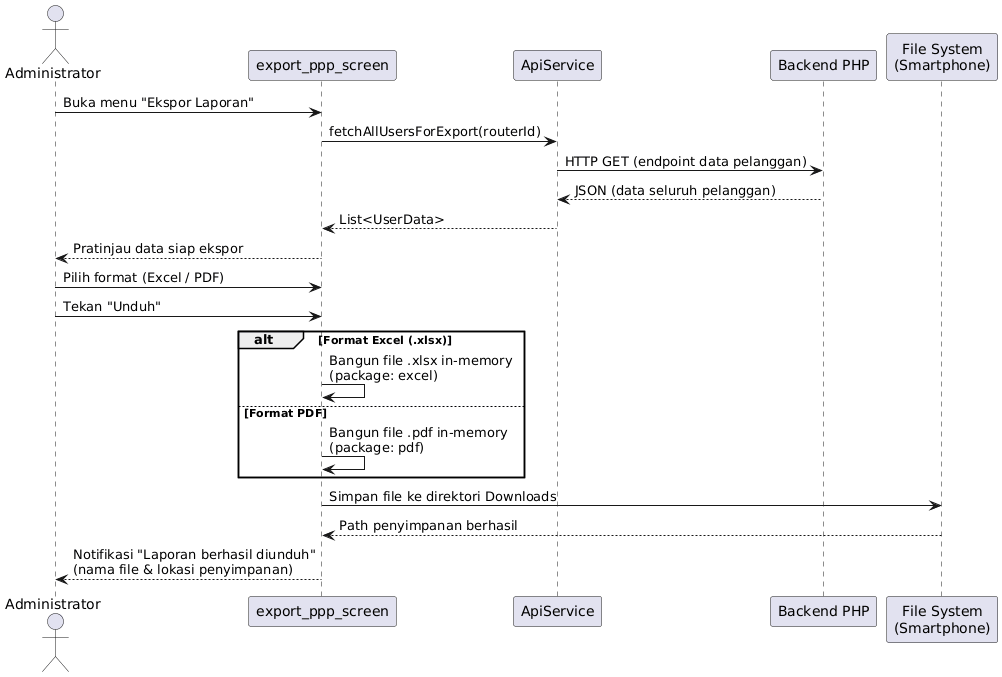 Administrator
export_ppp_screen
ApiService
Backend PHP
File System
(Smartphone)
Buka menu "Ekspor Laporan"
fetchAllUsersForExport(routerId)
HTTP GET (endpoint data pelanggan)
JSON (data seluruh pelanggan)
List<UserData>
Pratinjau data siap ekspor
Pilih format (Excel / PDF)
Tekan "Unduh"
alt
[Format Excel (.xlsx)]
Bangun file .xlsx in-memory
(package: excel)
[Format PDF]
Bangun file .pdf in-memory
(package: pdf)
Simpan file ke direktori Downloads
Path penyimpanan berhasil
Notifikasi "Laporan berhasil diunduh"
(nama file & lokasi penyimpanan)
Administrator
export_ppp_screen
ApiService
Backend PHP
File System
(Smartphone)